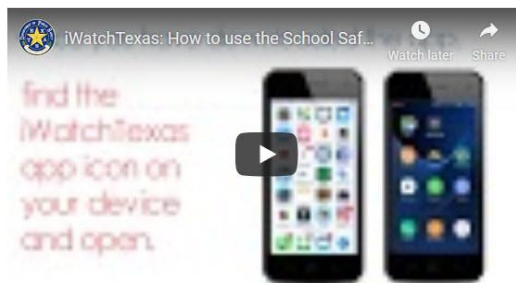 iWatchTexas: How to use the School Saf...
Watch later
Share
find the
iWatchTexas
app icon on
your device
and open.